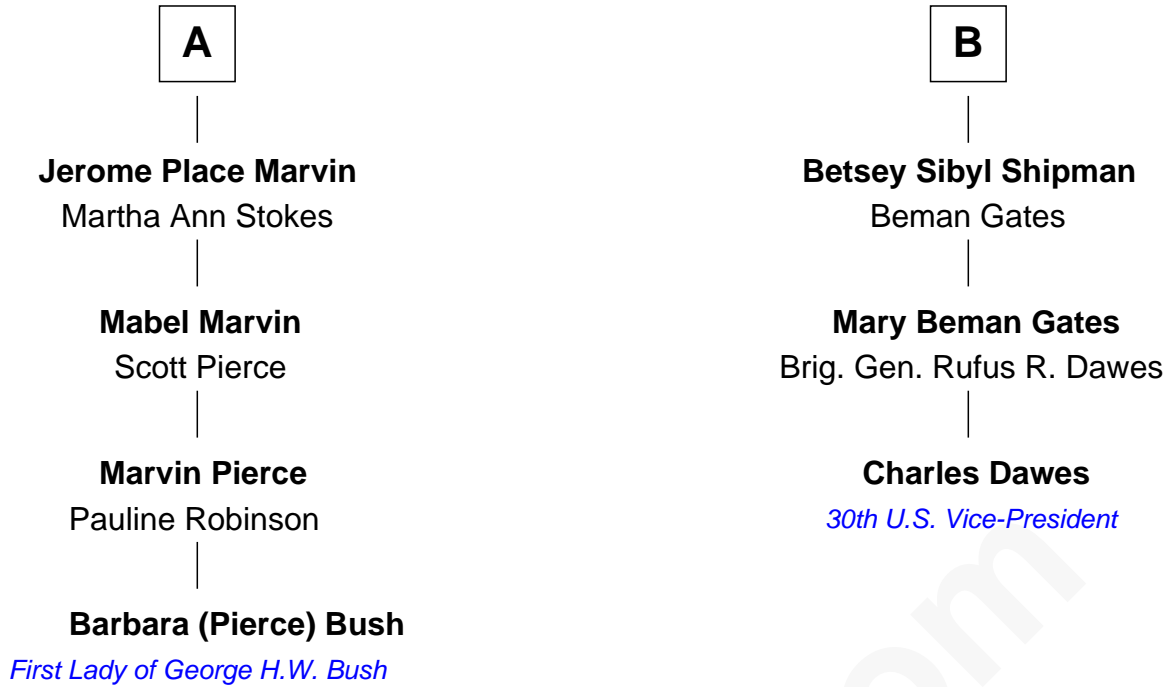 A
Jerome Place Marvin
Martha Ann Stokes
Mabel Marvin
Scott Pierce
Marvin Pierce
Pauline Robinson
Barbara (Pierce) Bush
First Lady of George H.W. Bush
B
Betsey Sibyl Shipman
Beman Gates
Mary Beman Gates
Brig. Gen. Rufus R. Dawes
Charles Dawes
30th U.S. Vice-President
om